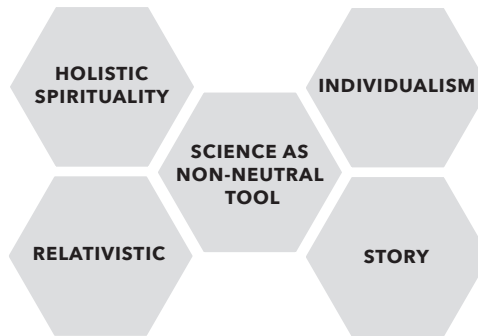 HOLISTIC
SPIRITUALITY
INDIVIDUALISM
SCIENCE AS
NON-NEUTRAL
TOOL
RELATIVISTIC
STORY